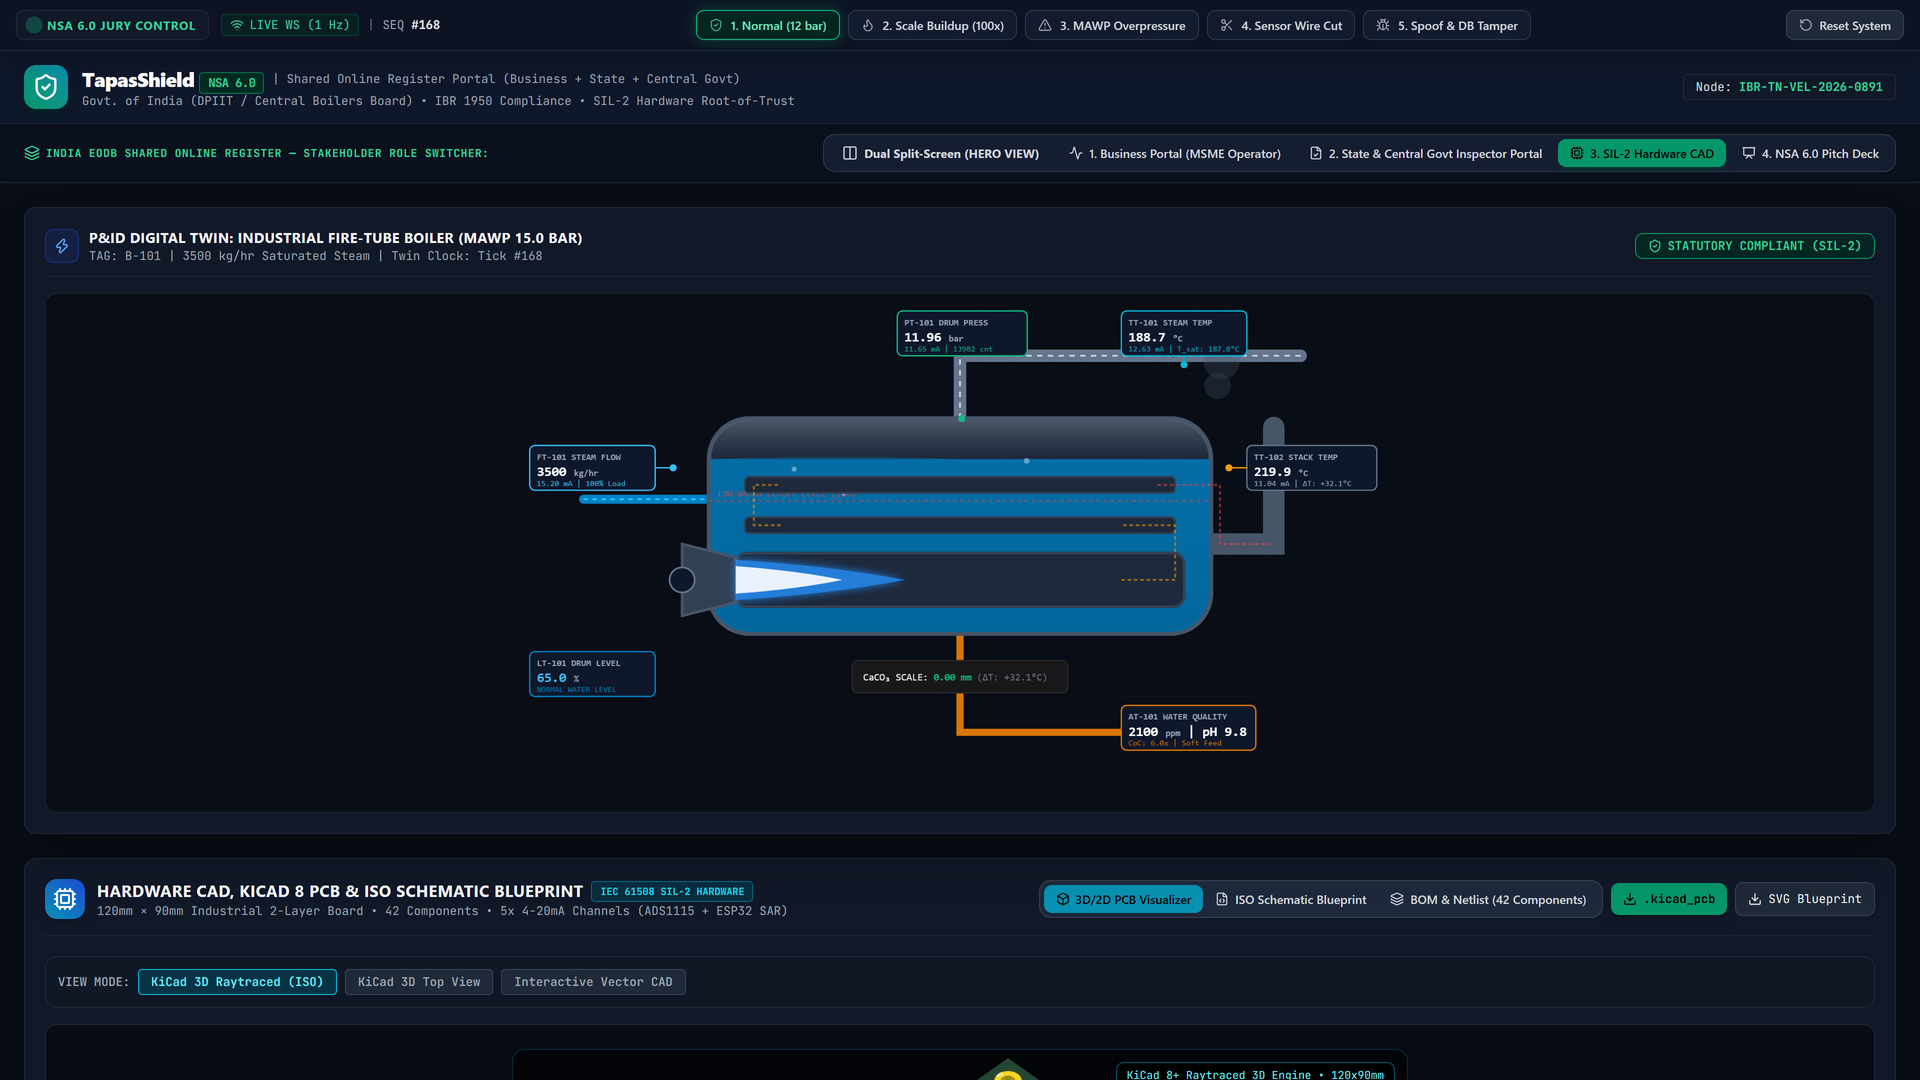 NSA 6.0 JURY CONTROL
LIVE WS (1 Hz)
| SEQ #168
1. Normal (12 bar)
2. Scale Buildup (100x)
3. MAWP Overpressure
4. Sensor Wire Cut
5. Spoof & DB Tamper
Reset System
TapasShield NSA 6.0 | Shared Online Register Portal (Business + State + Central Govt)
Govt. of India (DPIIT / Central Boilers Board) • IBR 1950 Compliance • SIL-2 Hardware Root-of-Trust
Node: IBR-TN-VEL-2026-0891
INDIA EODB SHARED ONLINE REGISTER — STAKEHOLDER ROLE SWITCHER:
Dual Split-Screen (HERO VIEW)
1. Business Portal (MSME Operator)
2. State & Central Govt Inspector Portal
3. SIL-2 Hardware CAD
4. NSA 6.0 Pitch Deck
P&ID DIGITAL TWIN: INDUSTRIAL FIRE-TUBE BOILER (MAWP 15.0 BAR)
TAG: B-101 | 3500 kg/hr Saturated Steam | Twin Clock: Tick #168
STATUTORY COMPLIANT (SIL-2)
PT-101 DRUM PRESS
11.96 bar
11.65 mA | 13982 cnt
TT-101 STEAM TEMP
188.7 °C
12.63 mA | T_sat: 187.8°C
FT-101 STEAM FLOW
3500 kg/hr
15.20 mA | 100% Load
TT-102 STACK TEMP
219.9 °C
11.04 mA | ΔT: +32.1°C
LT-101 DRUM LEVEL
65.0 %
NORMAL WATER LEVEL
CaCO₃ SCALE: 0.00 mm (ΔT: +32.1°C)
AT-101 WATER QUALITY
2100 ppm | pH 9.8
CoC: 6.0x | Soft Feed
HARDWARE CAD, KICAD 8 PCB & ISO SCHEMATIC BLUEPRINT
IEC 61508 SIL-2 HARDWARE
120mm × 90mm Industrial 2-Layer Board • 42 Components • 5x 4-20mA Channels (ADS1115 + ESP32 SAR)
3D/2D PCB Visualizer
ISO Schematic Blueprint
BOM & Netlist (42 Components)
.kicad_pcb
SVG Blueprint
VIEW MODE:
KiCad 3D Raytraced (ISO)
KiCad 3D Top View
Interactive Vector CAD
KiCad 8+ Raytraced 3D Engine • 120x90mm